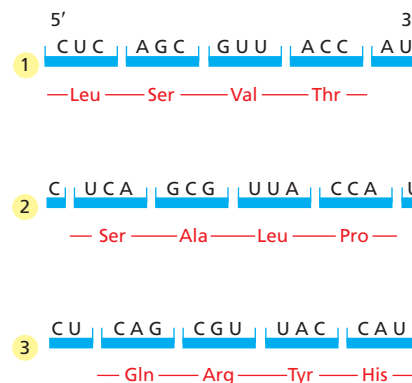 5′ 3
1 CUC AGC GUU ACC AU
Leu Ser Val Thr
2 C UCA GCG UUA CCA U
Ser Ala Leu Pro
3 CU CAG CGU UAC CAU
Gln Arg Tyr His